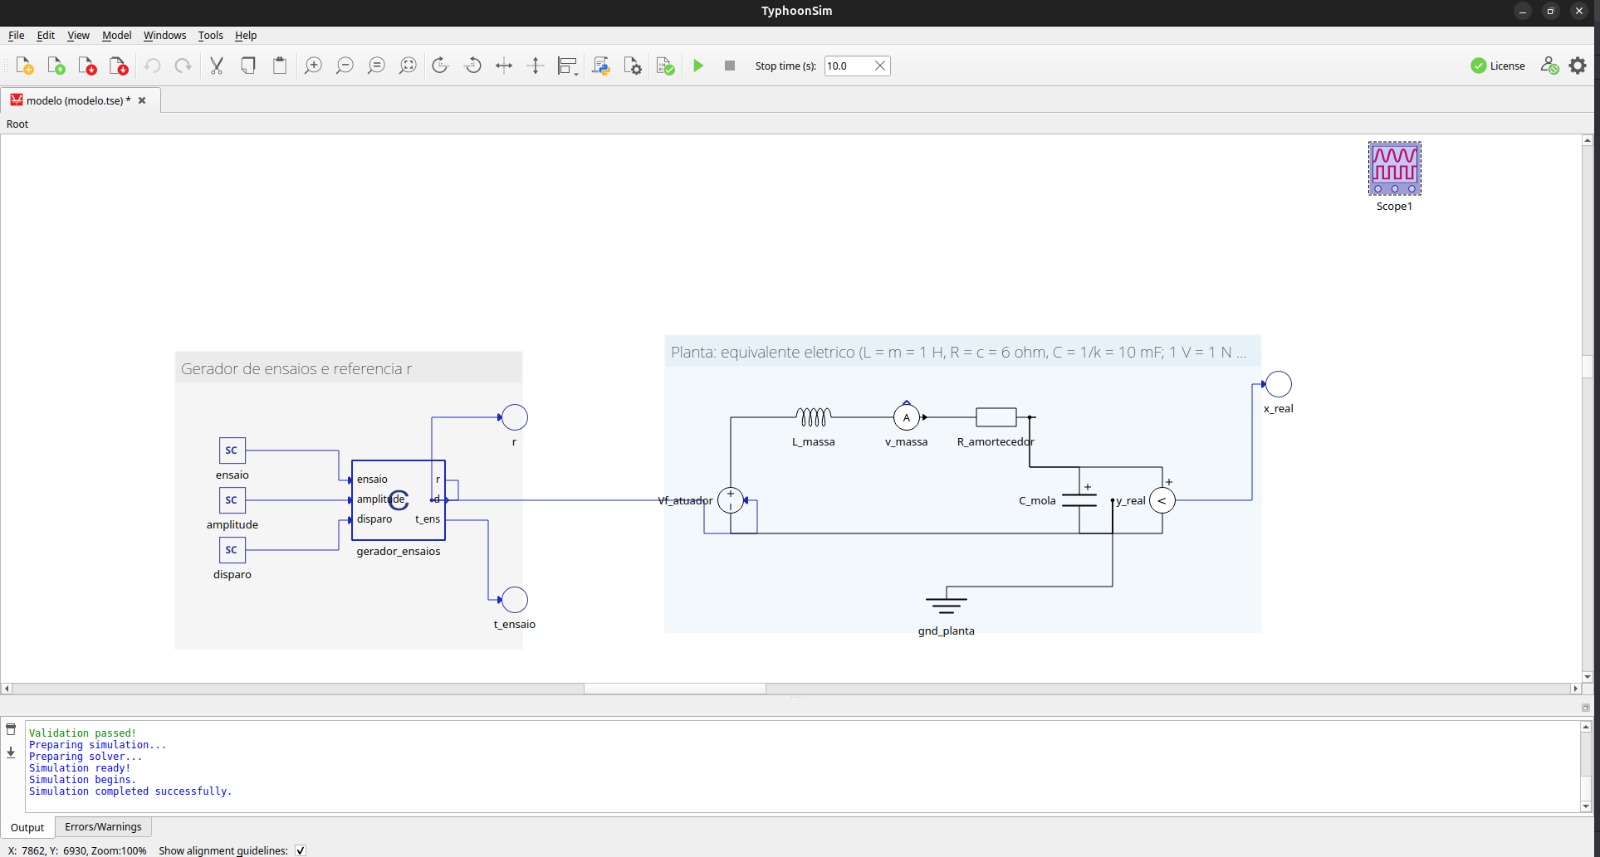 TyphoonSim
File Edit View Model Windows Tools Help
Stop time (s): 10.0
License
modelo (modelo.tse) *
Root
Scope1
Gerador de ensaios e referencia r
Planta: equivalente eletrico (L = m = 1 H, R = c = 6 ohm, C = 1/k = 10 mF; 1 V = 1 N ...
x_real
A
L_massa
v_massa
R_amortecedor
r
SC
ensaio
ensaio
r
SC
amplitude
amplitude
C
d
disparo
t_ens
Vf_atuador
C_mola
y_real
SC
disparo
gerador_ensaios
t_ensaio
gnd_planta
Validation passed!
Preparing simulation...
Preparing solver...
Simulation ready!
Simulation begins.
Simulation completed successfully.
Output Errors/Warnings
X: 7862, Y: 6930, Zoom:100% Show alignment guidelines: